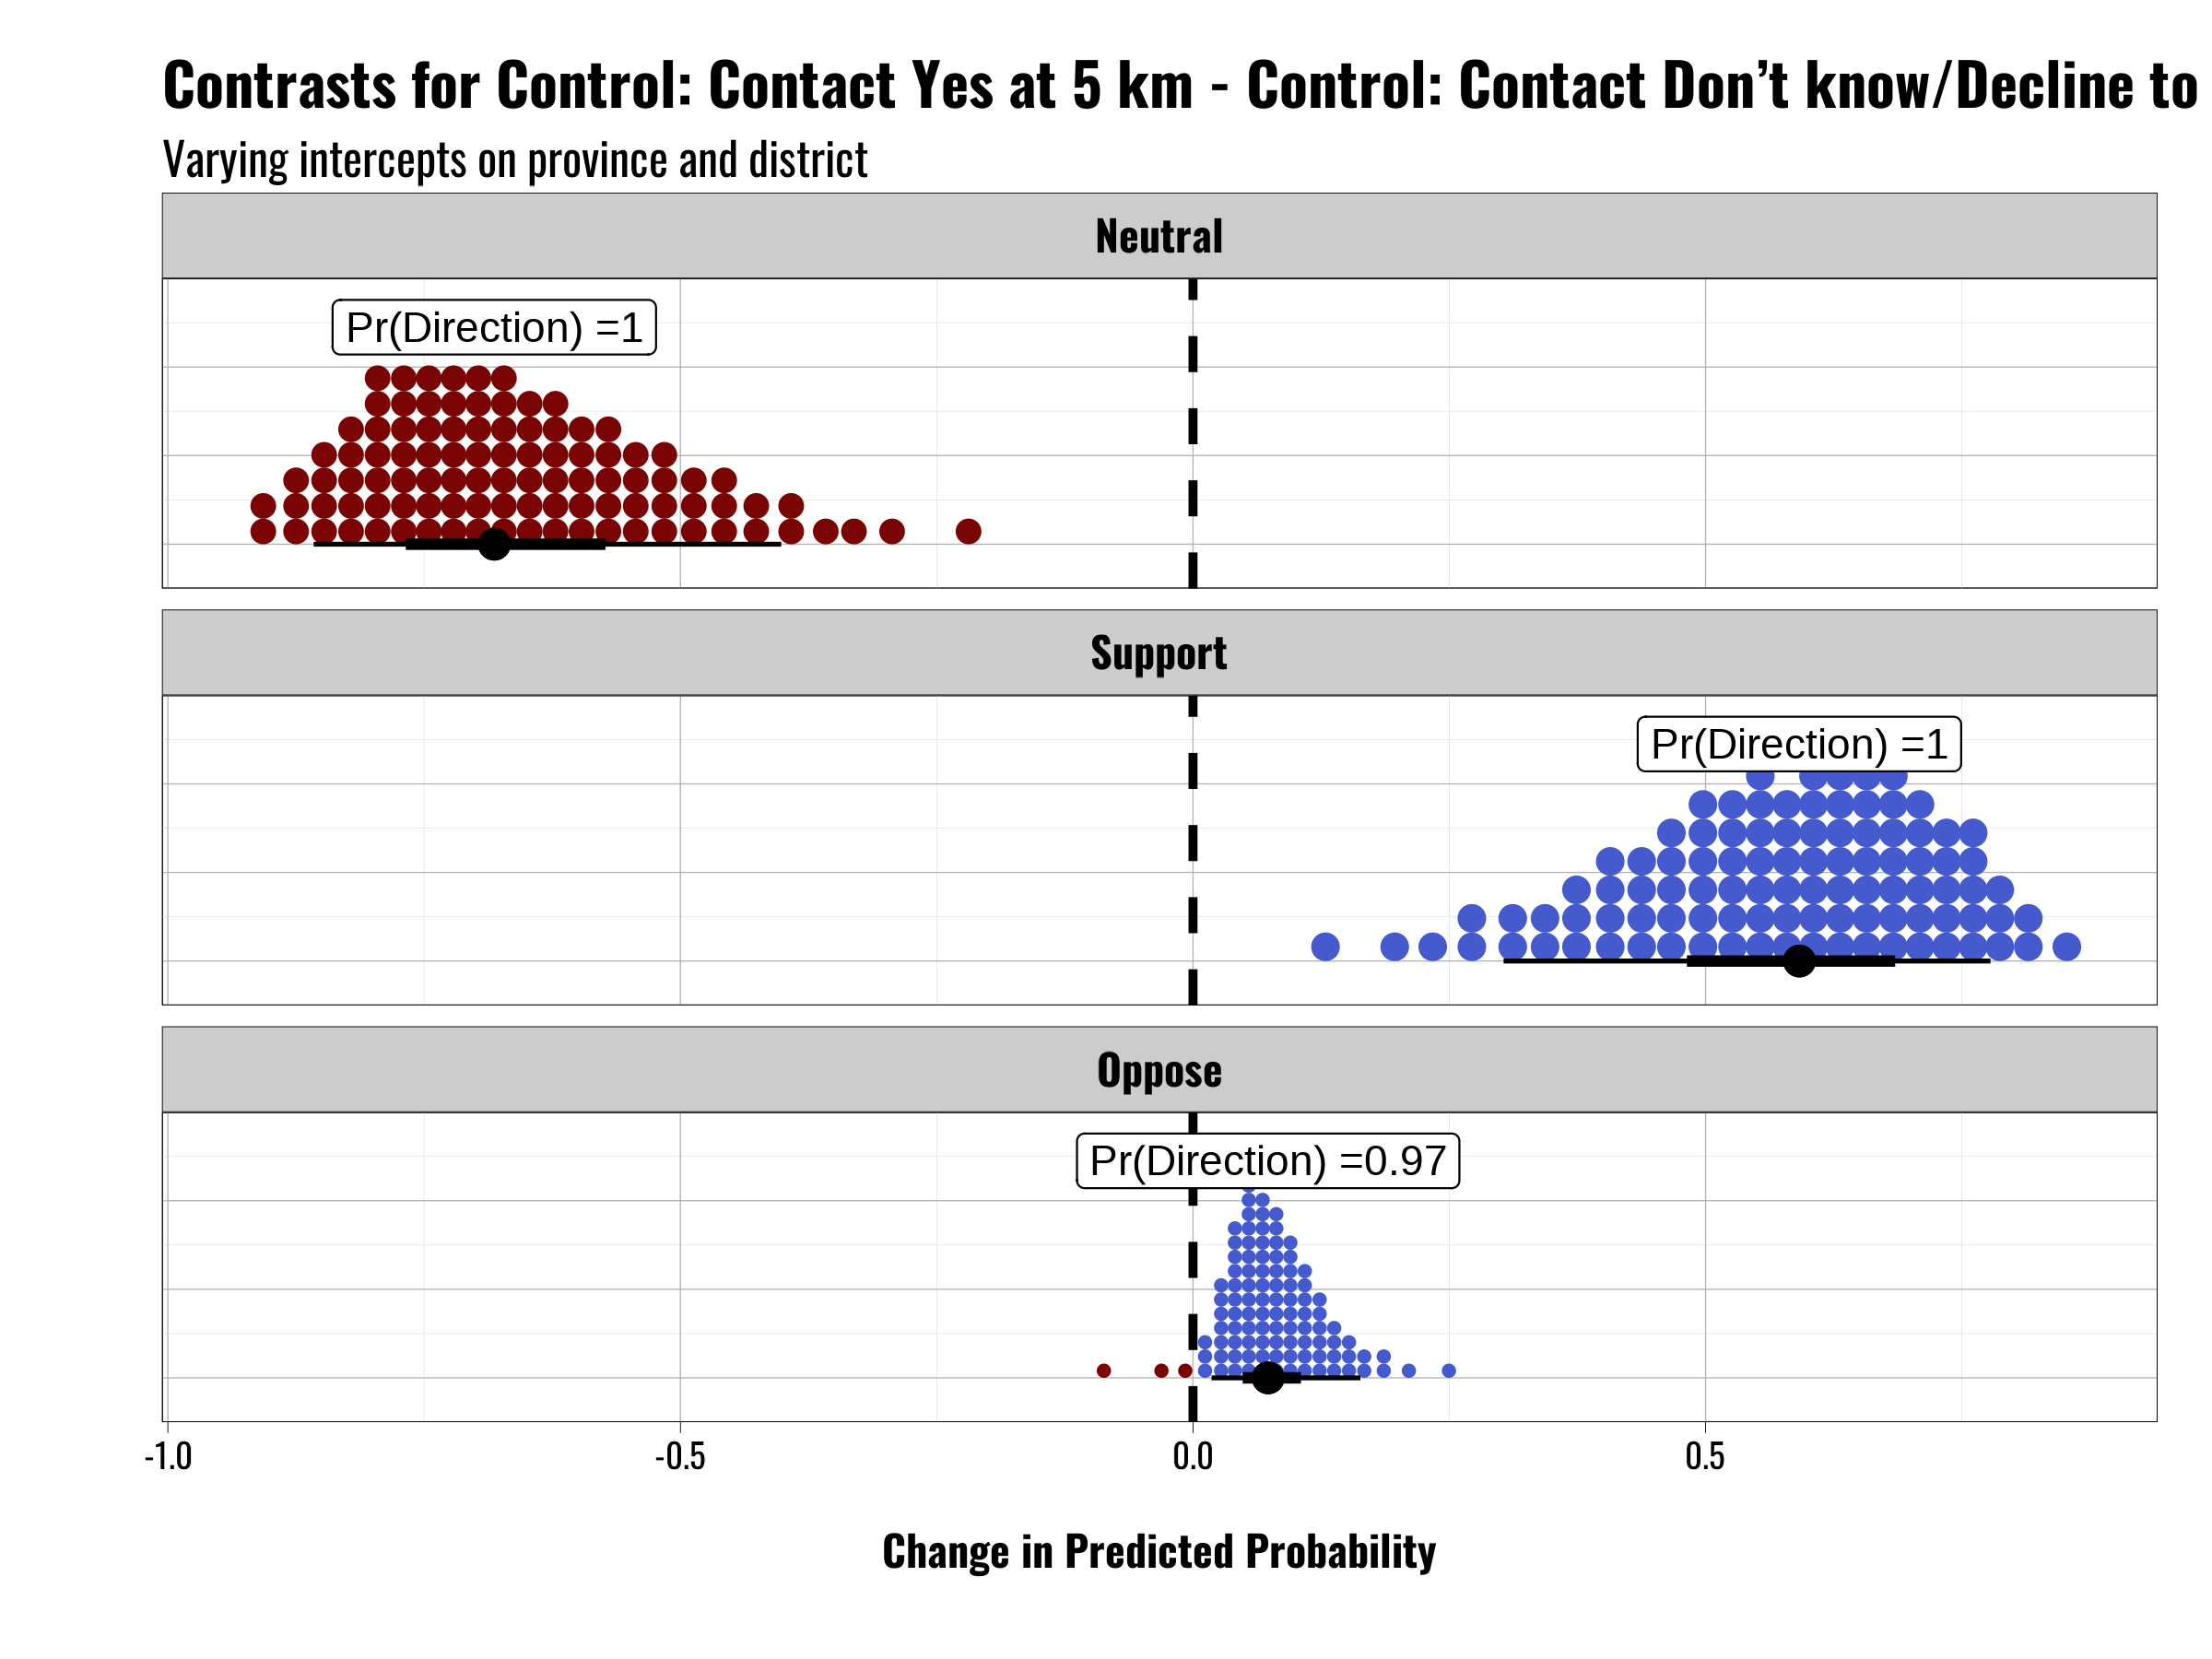 Contrasts for Control: Contact Yes at 5 km - Control: Contact Don’t know/Decline to
Varying intercepts on province and district
Neutral
Pr(Direction) =1
Support
Pr(Direction) =1
Oppose
Pr(Direction) =0.97
-1.0 -0.5 0.0 0.5
Change in Predicted Probability